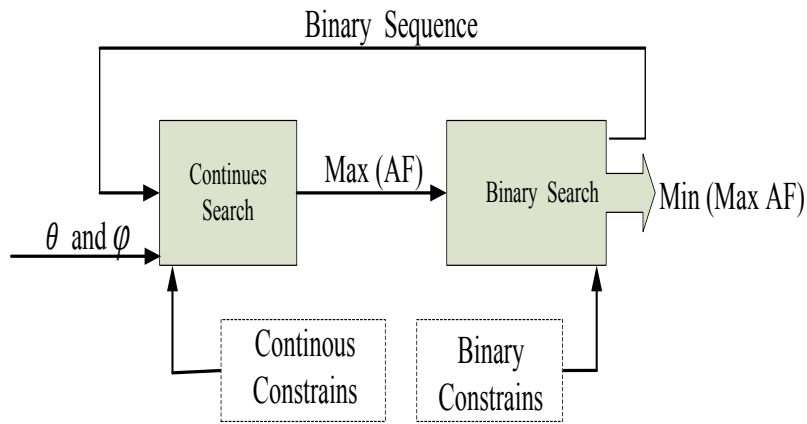 Binary Sequence
Continues
Search
Max (AF)
Binary Search
Min (Max AF)
θ and φ
Continous
Constrains
Binary
Constrains